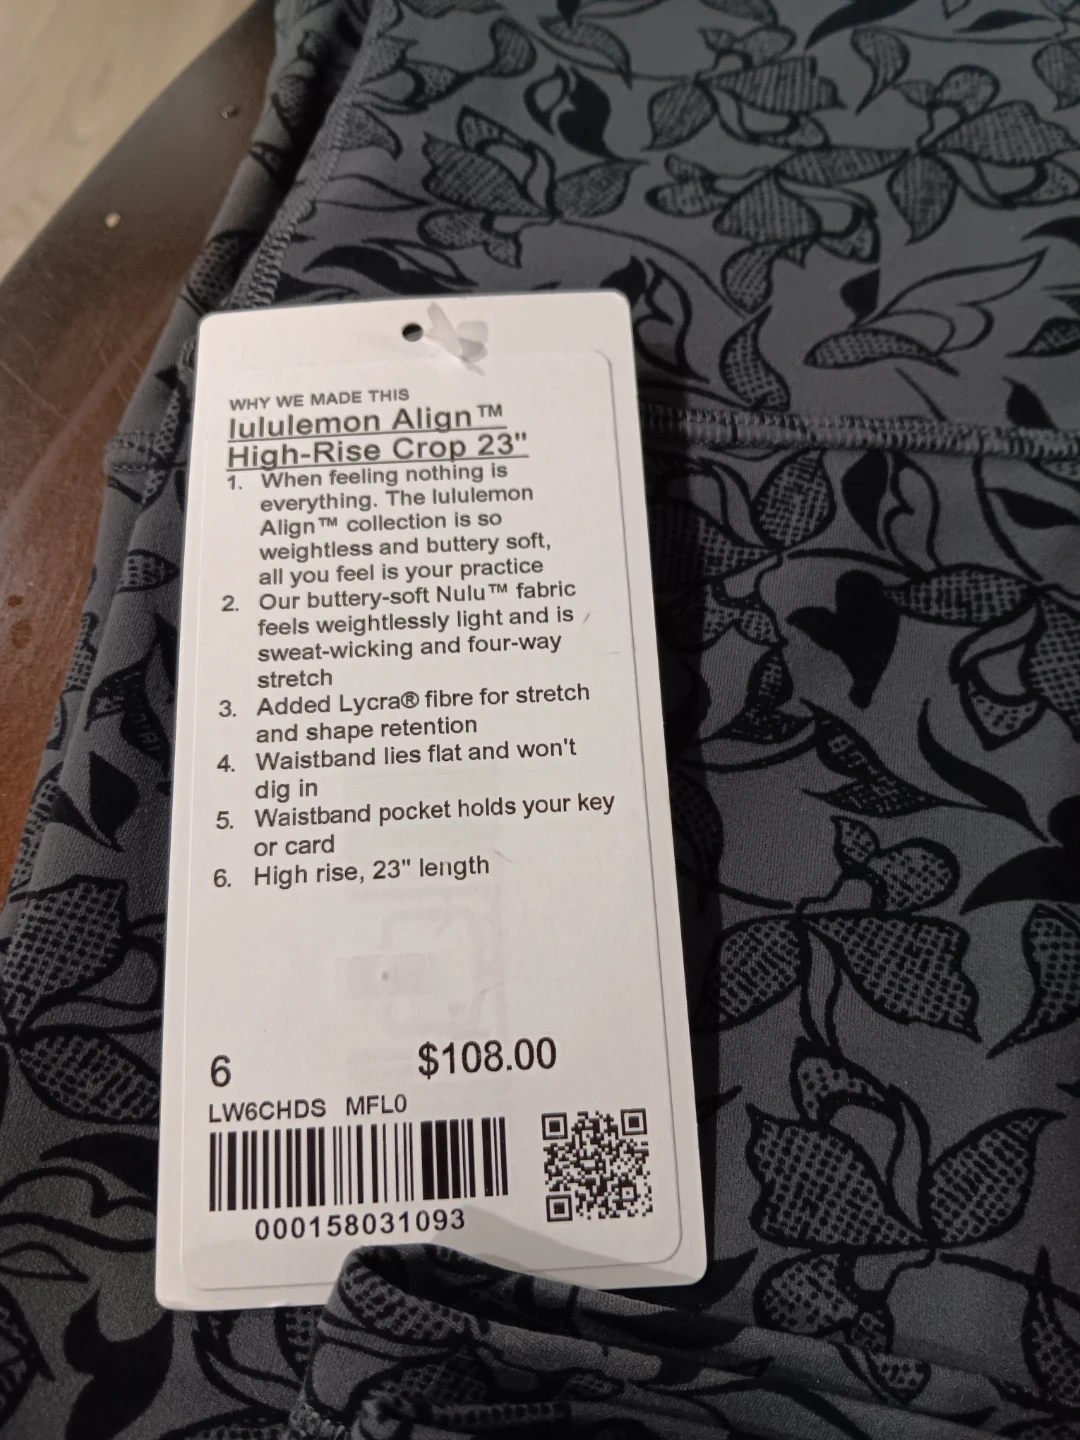 WHY WE MADE THIS
lululemon Align™
High-Rise Crop 23"
1. When feeling nothing is
everything. The lululemon
Align™ collection is so
weightless and buttery soft,
all you feel is your practice
2. Our buttery-soft Nulu™ fabric
feels weightlessly light and is
sweat-wicking and four-way
stretch
3. Added Lycra® fibre for stretch
and shape retention
4. Waistband lies flat and won't
dig in
5. Waistband pocket holds your key
or card
6. High rise, 23" length
6 $108.00
LW6CHDS MFL0
000158031093